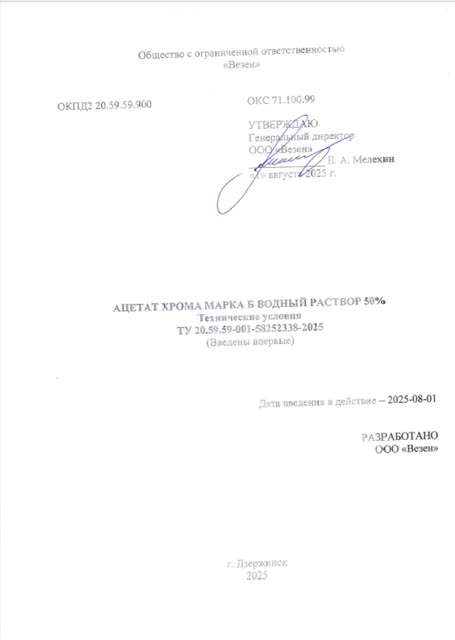 Общество с ограниченной ответственностью
«Везен»
ОКПД2 20.59.59.900
ОКС 71.100.99
УТВЕРЖДАЮ
Генеральный директор
ООО «Везен»
Е. А. Мелехин
«1» августа 2025 г.
АЦЕТАТ ХРОМА МАРКА Б ВОДНЫЙ РАСТВОР 50%
Технические условия
ТУ 20.59.59-001-58252338-2025
(Введены впервые)
Дата введения в действие – 2025-08-01
РАЗРАБОТАНО
ООО «Везен»
г. Дзержинск
2025